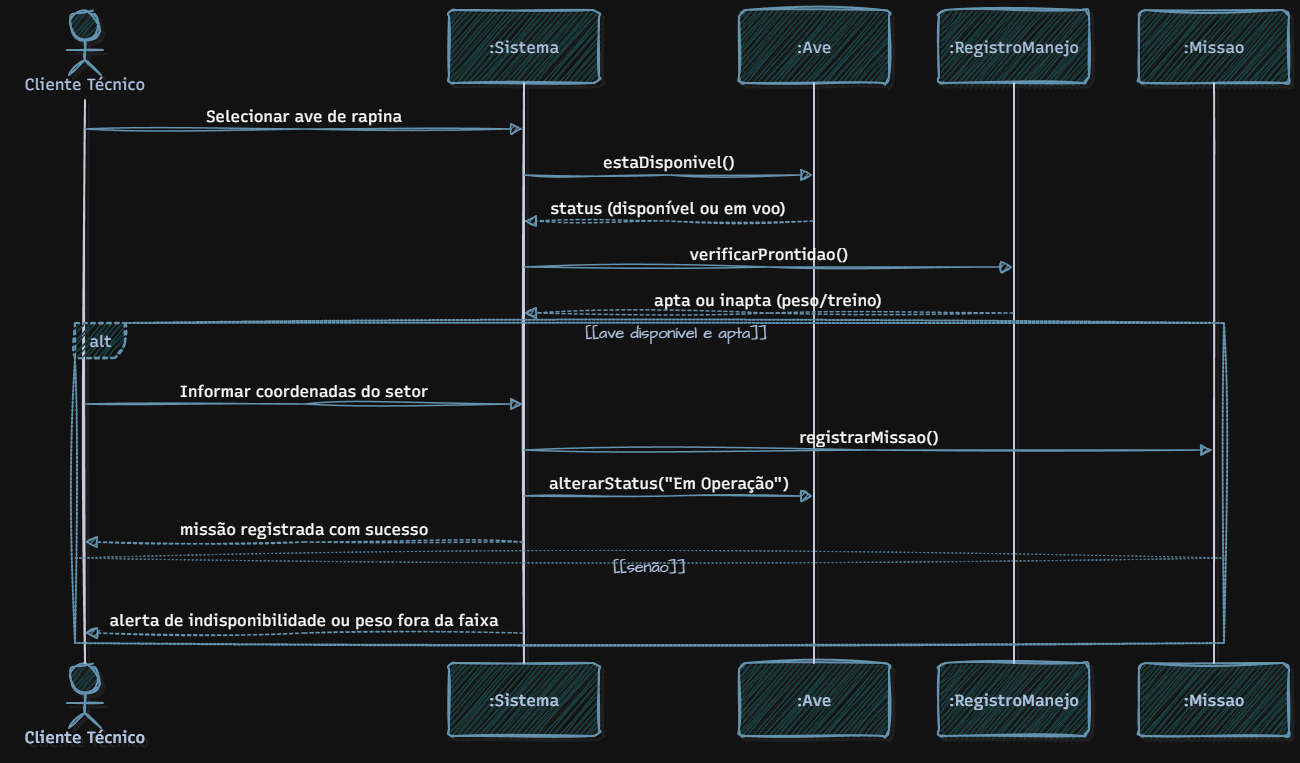 :Sistema
:Ave
:RegistroManejo
:Missao
Cliente Técnico
Selecionar ave de rapina
estaDisponivel()
status (disponível ou em voo)
verificarProntidao()
apta ou inapta (peso/treino)
alt
[[ave disponível e apta]]
Informar coordenadas do setor
registrarMissao()
alterarStatus("Em Operação")
missão registrada com sucesso
[[senão]]
alerta de indisponibilidade ou peso fora da faixa
:Sistema
:Ave
:RegistroManejo
:Missao
Cliente Técnico